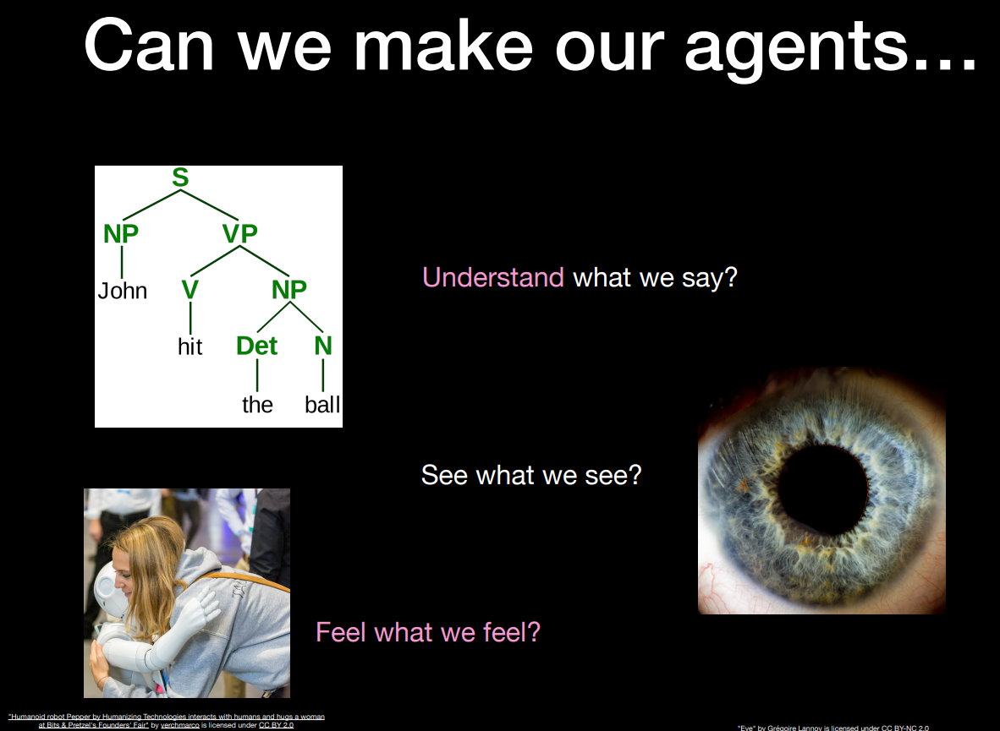 Can we make our agents...
S
NP VP
John V NP
hit Det N
the ball
Understand what we say?
See what we see?
Feel what we feel?
"Humanoid robot Pepper by Humanizing Technologies interacts with humans and hugs a woman
at Bits & Pretzel's Founders' Fair" by verchmarco is licensed under CC BY 2.0
"Eye" by Grégoire Lannoy is licensed under CC BY-NC 2.0